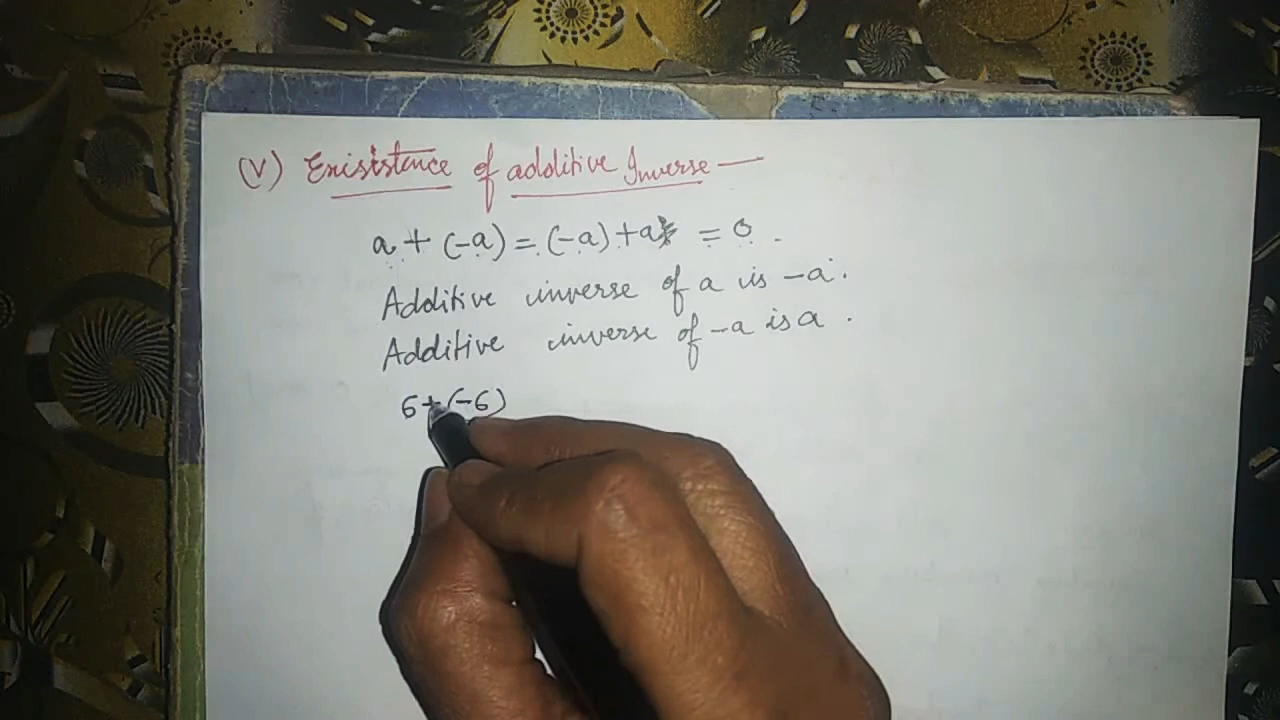 (V) Exisistence of additive Inverse —
a + (-a) = (-a) + a = 0 .
Additive inverse of a is -a .
Additive inverse of -a is a .
6+(-6)